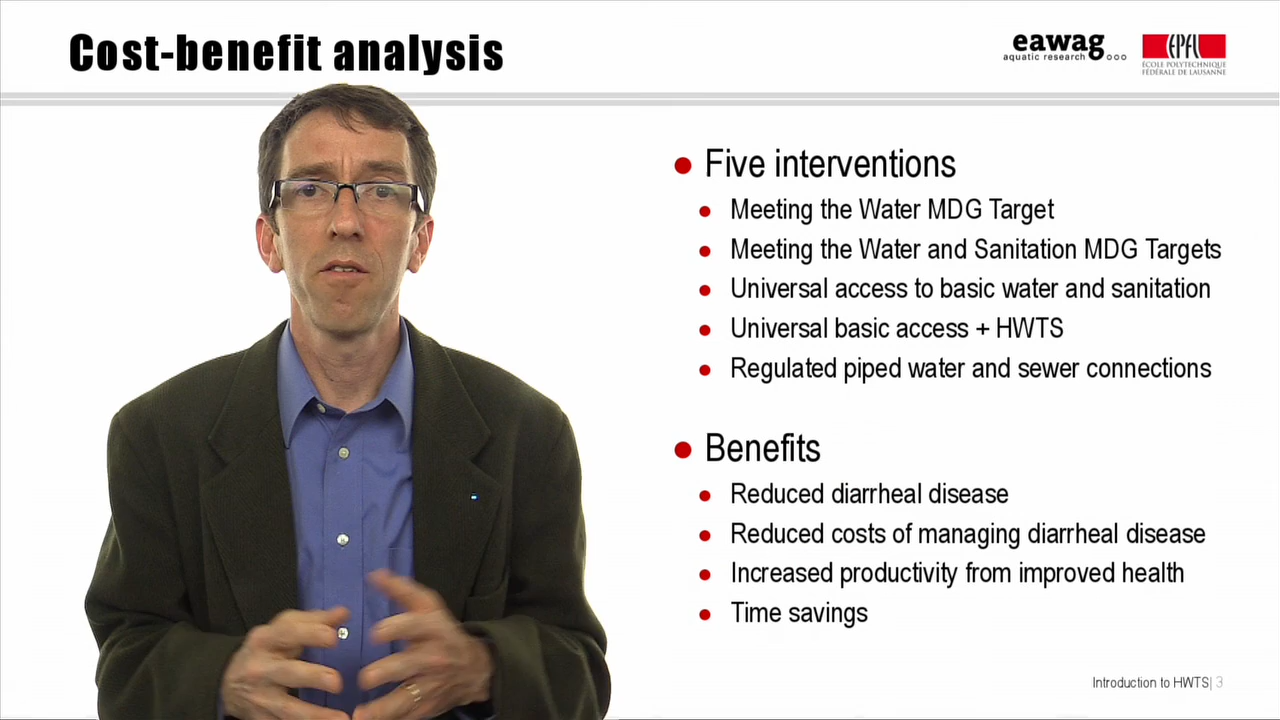 Cost-benefit analysis
eawag
aquatic research
EPFL
ÉCOLE POLYTECHNIQUE
FÉDÉRALE DE LAUSANNE
Five interventions
Meeting the Water MDG Target
Meeting the Water and Sanitation MDG Targets
Universal access to basic water and sanitation
Universal basic access + HWTS
Regulated piped water and sewer connections
Benefits
Reduced diarrheal disease
Reduced costs of managing diarrheal disease
Increased productivity from improved health
Time savings
Introduction to HWTS| 3